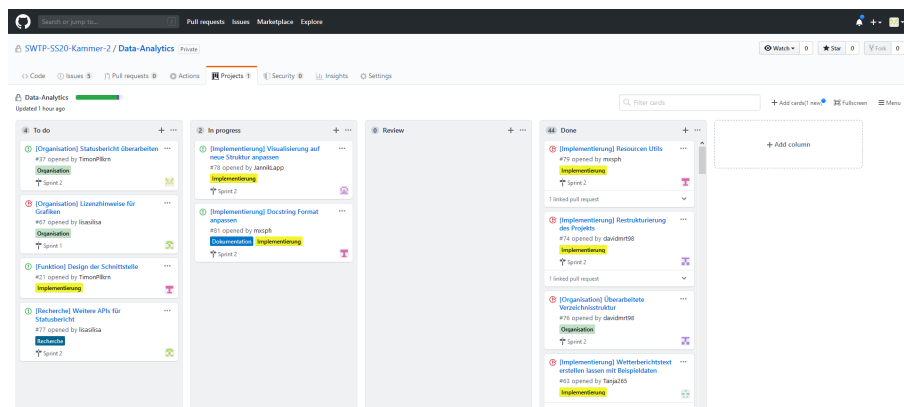 Search or jump to...
/
Pull requests Issues Marketplace Explore
SWTP-SS20-Kammer-2 / Data-Analytics Private
Watch 0 Star 0 Fork 0
Code Issues 5 Pull requests 0 Actions Projects 1 Security 0 Insights Settings
Data-Analytics
Updated 1 hour ago
Filter cards
+ Add cards(1 new) Fullscreen Menu
4 To do
[Organisation] Statusbericht überarbeiten
#37 opened by TimonPllkrn
Organisation
Sprint 2
[Organisation] Lizenzhinweise für
Grafiken
#67 opened by lisasilisa
Organisation
Sprint 1
[Funktion] Design der Schnittstelle
#21 opened by TimonPllkrn
Implementierung
[Recherche] Weitere APIs für
Statusbericht
#77 opened by lisasilisa
Recherche
Sprint 2
2 In progress
[Implementierung] Visualisierung auf
neue Struktur anpassen
#78 opened by JannikLapp
Implementierung
Sprint 2
[Implementierung] Docstring Format
anpassen
#81 opened by mxsph
Dokumentation Implementierung
Sprint 2
0 Review
44 Done
[Implementierung] Resourcen Utils
#79 opened by mxsph
Implementierung
Sprint 2
1 linked pull request
[Implementierung] Restrukturierung
des Projekts
#74 opened by davidmrt98
Implementierung
Sprint 2
1 linked pull request
[Organisation] Überarbeitete
Verzeichnisstruktur
#76 opened by davidmrt98
Organisation
Sprint 2
[Implementierung] Wetterberichtstext
erstellen lassen mit Beispieldaten
#63 opened by Tanja265
Implementierung
+ Add column